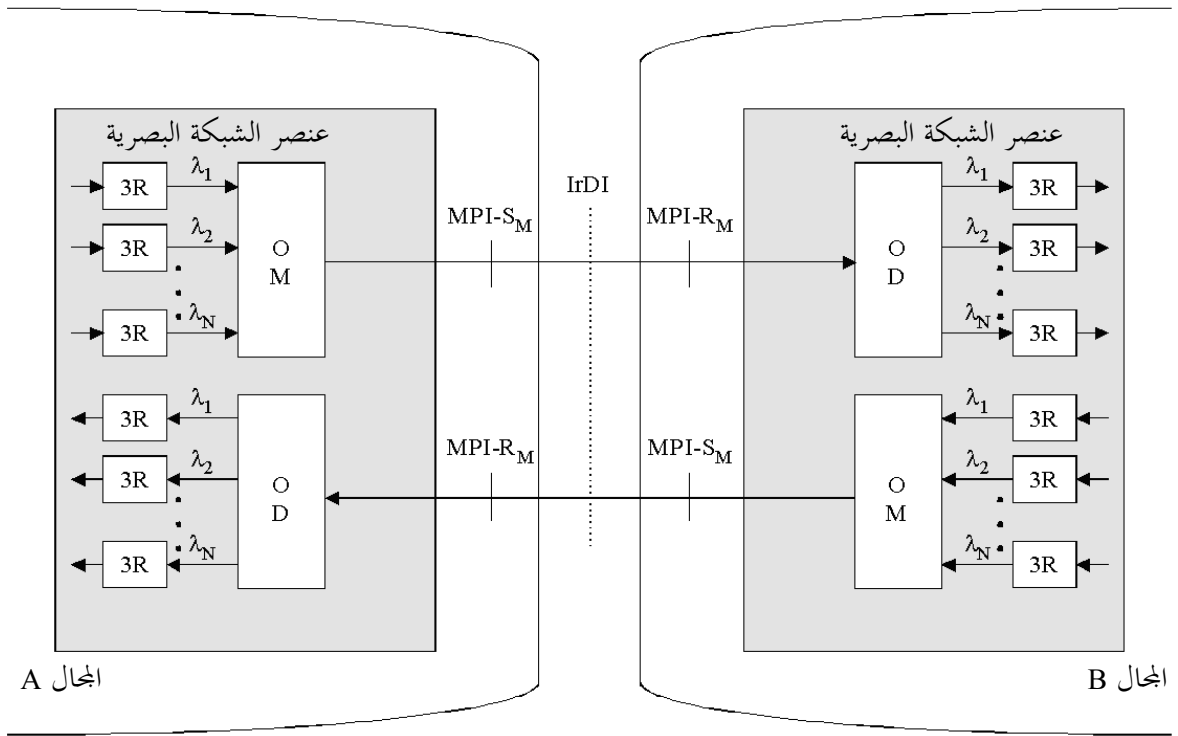 عنصر الشبكة البصرية
عنصر الشبكة البصرية
3R
λ1
3R
λ2
3R
λN
O
M
MPI-SM
IrDI
MPI-RM
O
D
λ1
3R
λ2
3R
λN
3R
3R
λ1
3R
λ2
3R
λN
O
D
MPI-RM
MPI-SM
O
M
λ1
3R
λ2
3R
λN
3R
المجال A
المجال B